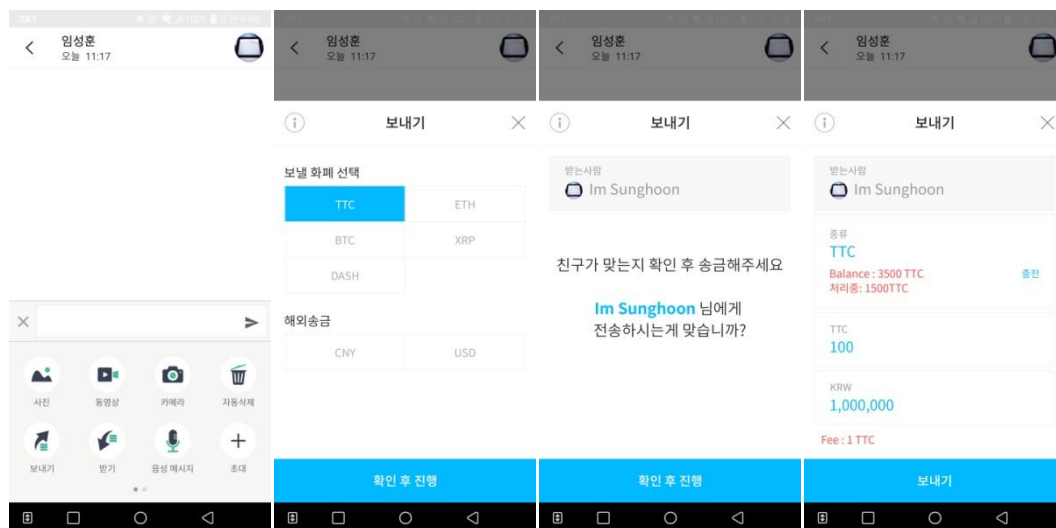 SKT
100% 오전 9:08
임성훈
오늘 11:17
사진
동영상
카메라
자동삭제
보내기
받기
음성 메시지
초대
임성훈
오늘 11:17
보내기
보낼 화폐 선택
TTC
ETH
BTC
XRP
DASH
해외송금
CNY
USD
확인 후 진행
임성훈
오늘 11:17
보내기
받는사람
Im Sunghoon
친구가 맞는지 확인 후 송금해주세요
Im Sunghoon 님에게
전송하시는게 맞습니까?
확인 후 진행
임성훈
오늘 11:17
보내기
받는사람
Im Sunghoon
종류
TTC
Balance : 3500 TTC
충전
처리중: 1500TTC
TTC
100
KRW
1,000,000
Fee : 1 TTC
보내기